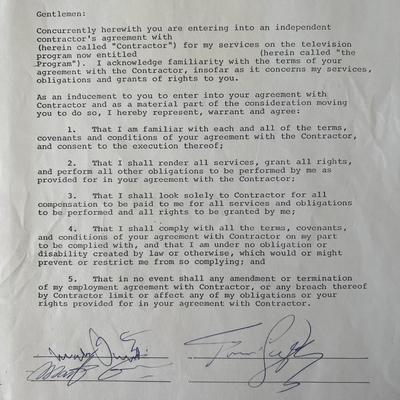 Gentlemen:
Concurrently herewith you are entering into an independent
contractor's agreement with
(herein called "Contractor") for my services on the television
program now entitled (herein called "the
Program"). I acknowledge familiarity with the terms of your
agreement with the Contractor, insofar as it concerns my services,
obligations and grants of rights to you.
As an inducement to you to enter into your agreement with
Contractor and as a material part of the consideration moving
you to do so, I hereby represent, warrant and agree:
1. That I am familiar with each and all of the terms,
covenants and conditions of your agreement with the Contractor,
and consent to the execution thereof;
2. That I shall render all services, grant all rights,
and perform all other obligations to be performed by me as
provided for in your agreement with the Contractor;
3. That I shall look solely to Contractor for all
compensation to be paid to me for all services and obligations
to be performed and all rights to be granted by me;
4. That I shall comply with all the terms, covenants,
and conditions of your agreement with Contractor on my part
to be complied with, and that I am under no obligation or
disability created by law or otherwise, which would or might
prevent or restrict me from so complying; and
5. That in no event shall any amendment or termination
of my employment agreement with Contractor, or any breach thereof
by Contractor limit or affect any of my obligations or your
rights provided for in your agreement with Contractor.